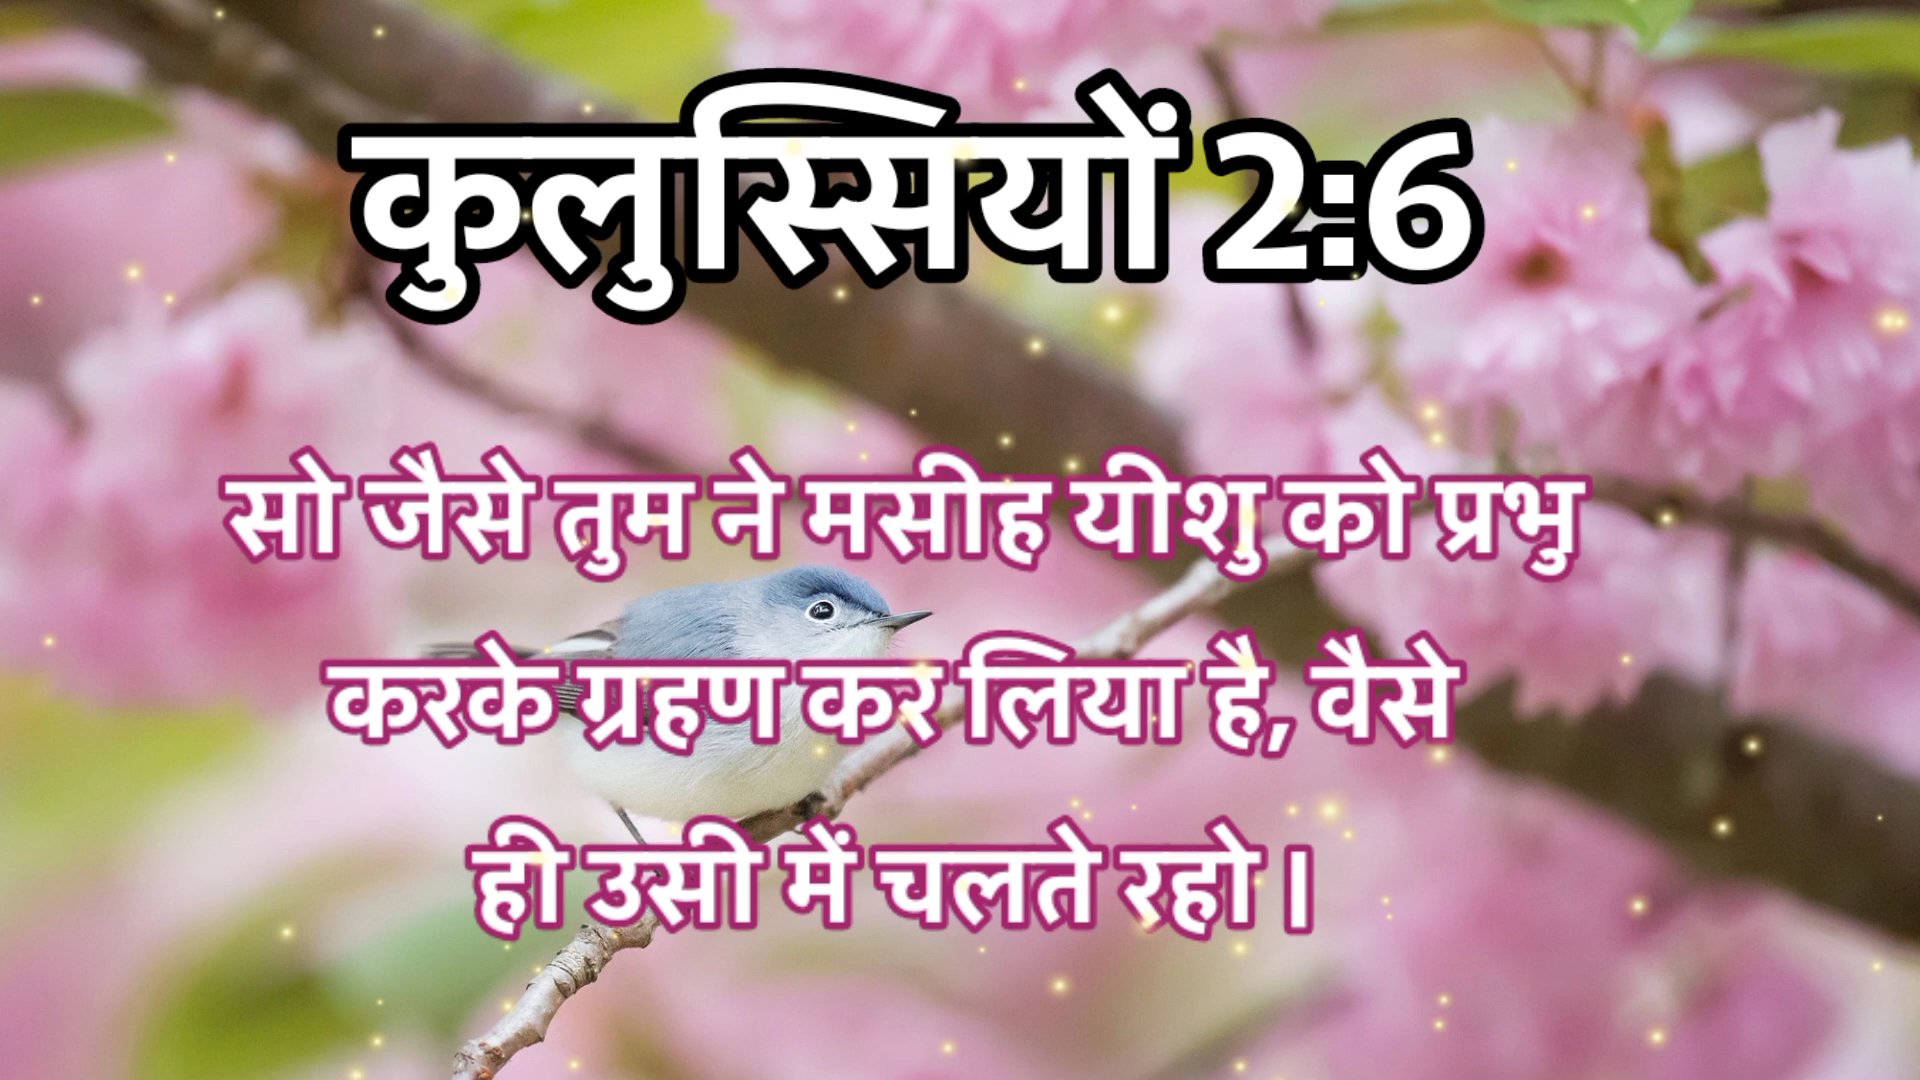 कुलुस्सियों 2:6
सो जैसे तुम ने मसीह यीशु को प्रभु
करके ग्रहण कर लिया है, वैसे
ही उसी में चलते रहो।